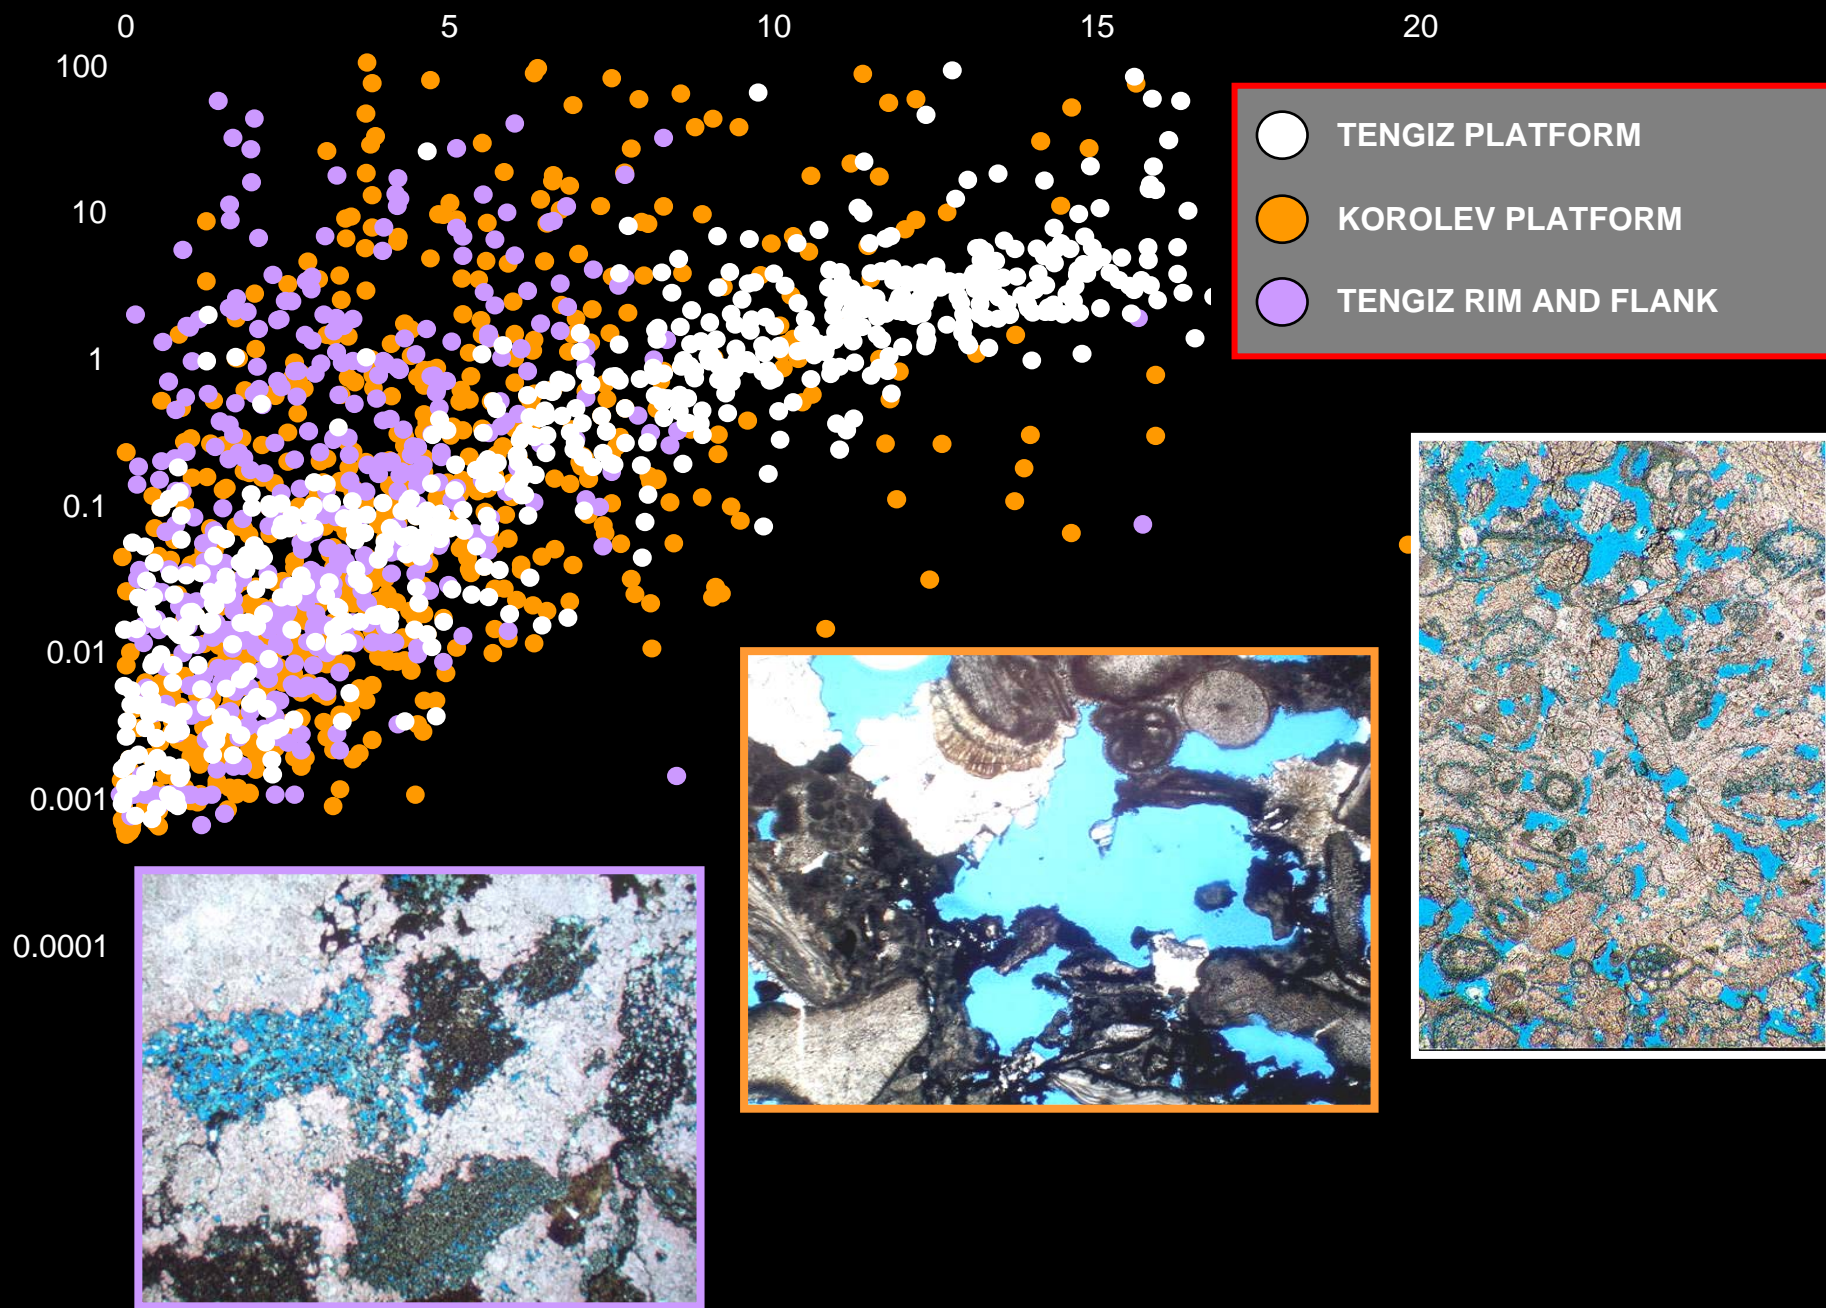 0 5 10 15 20
100
10
1
0.1
0.01
0.001
0.0001
TENGIZ PLATFORM
KOROLEV PLATFORM
TENGIZ RIM AND FLANK